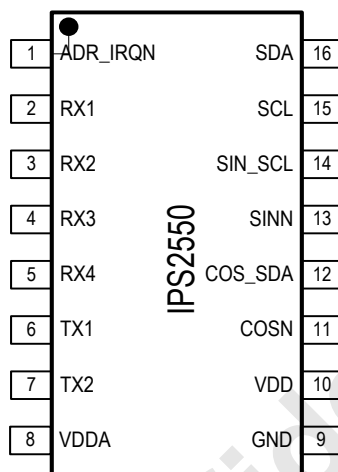 1 ADR_IRQN SDA 16
2 RX1 SCL 15
3 RX2 SIN_SCL 14
4 RX3 SINN 13
IPS2550
5 RX4 COS_SDA 12
6 TX1 COSN 11
7 TX2 VDD 10
8 VDDA GND 9